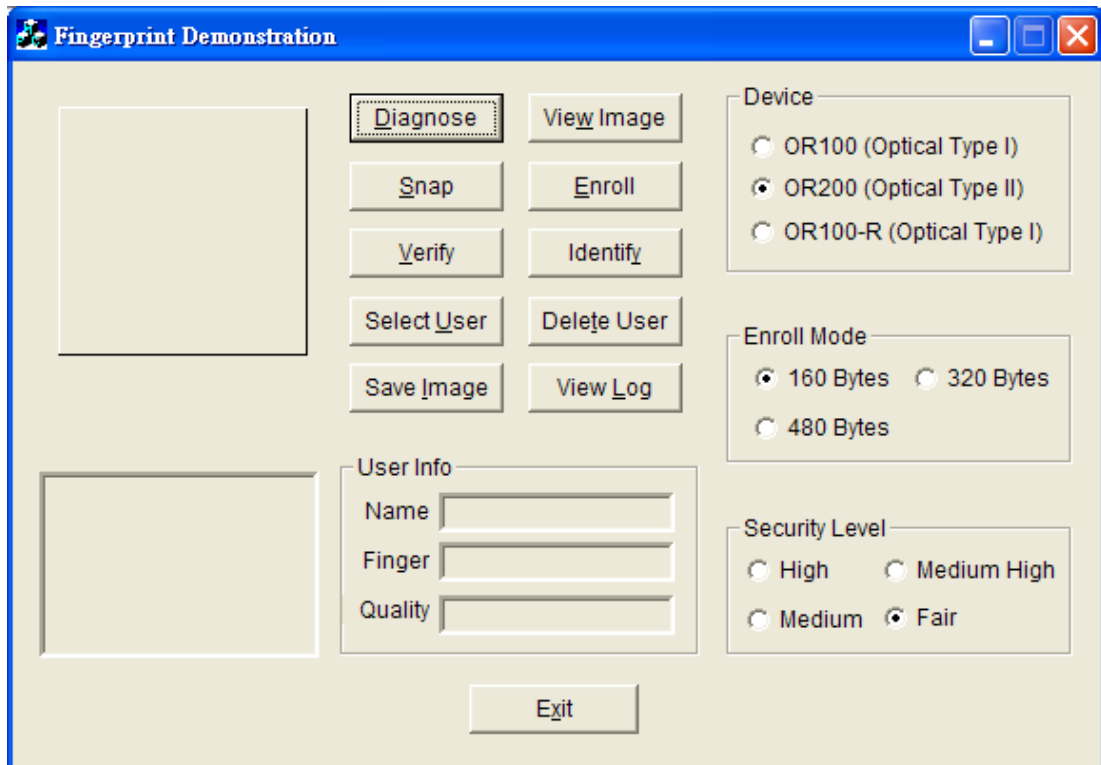 Fingerprint Demonstration
Diagnose
View Image
Snap
Enroll
Verify
Identify
Select User
Delete User
Save Image
View Log
Device
OR100 (Optical Type I)
OR200 (Optical Type II)
OR100-R (Optical Type I)
Enroll Mode
160 Bytes 320 Bytes
480 Bytes
User Info
Name
Finger
Quality
Security Level
High Medium High
Medium Fair
Exit